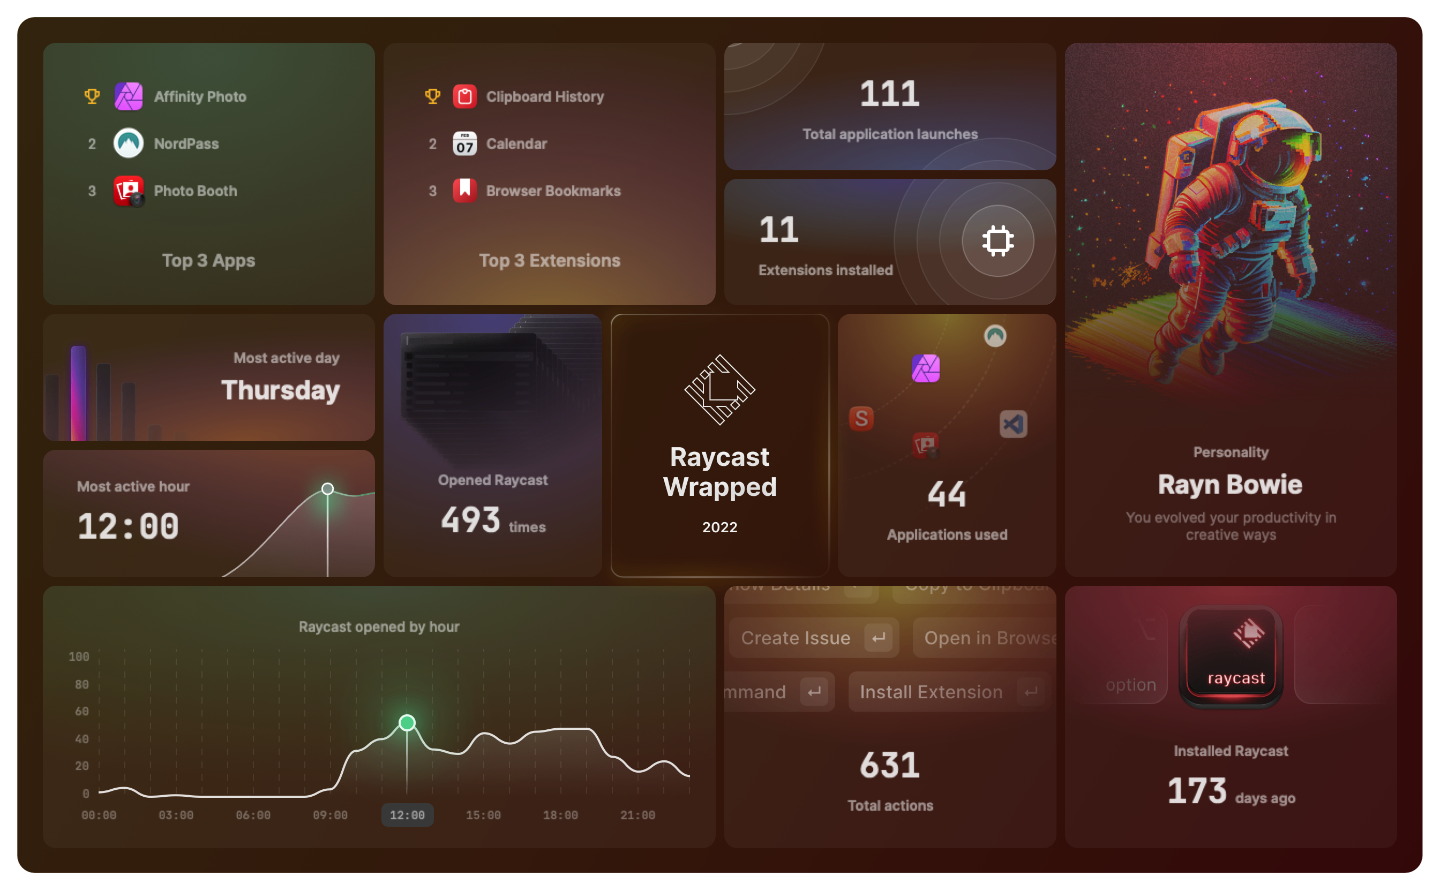 Affinity Photo
2 NordPass
3 Photo Booth
Top 3 Apps
Clipboard History
2 FEB 07 Calendar
3 Browser Bookmarks
Top 3 Extensions
111
Total application launches
11
Extensions installed
Personality
Rayn Bowie
You evolved your productivity in
creative ways
Most active day
Thursday
Most active hour
12:00
Opened Raycast
493 times
Raycast
Wrapped
2022
S
44
Applications used
Raycast opened by hour
100
80
60
40
20
0
00:00 03:00 06:00 09:00 12:00 15:00 18:00 21:00
Details Copy to
Create Issue Open in Browse
mmand Install Extension
631
Total actions
option
raycast
Installed Raycast
173 days ago